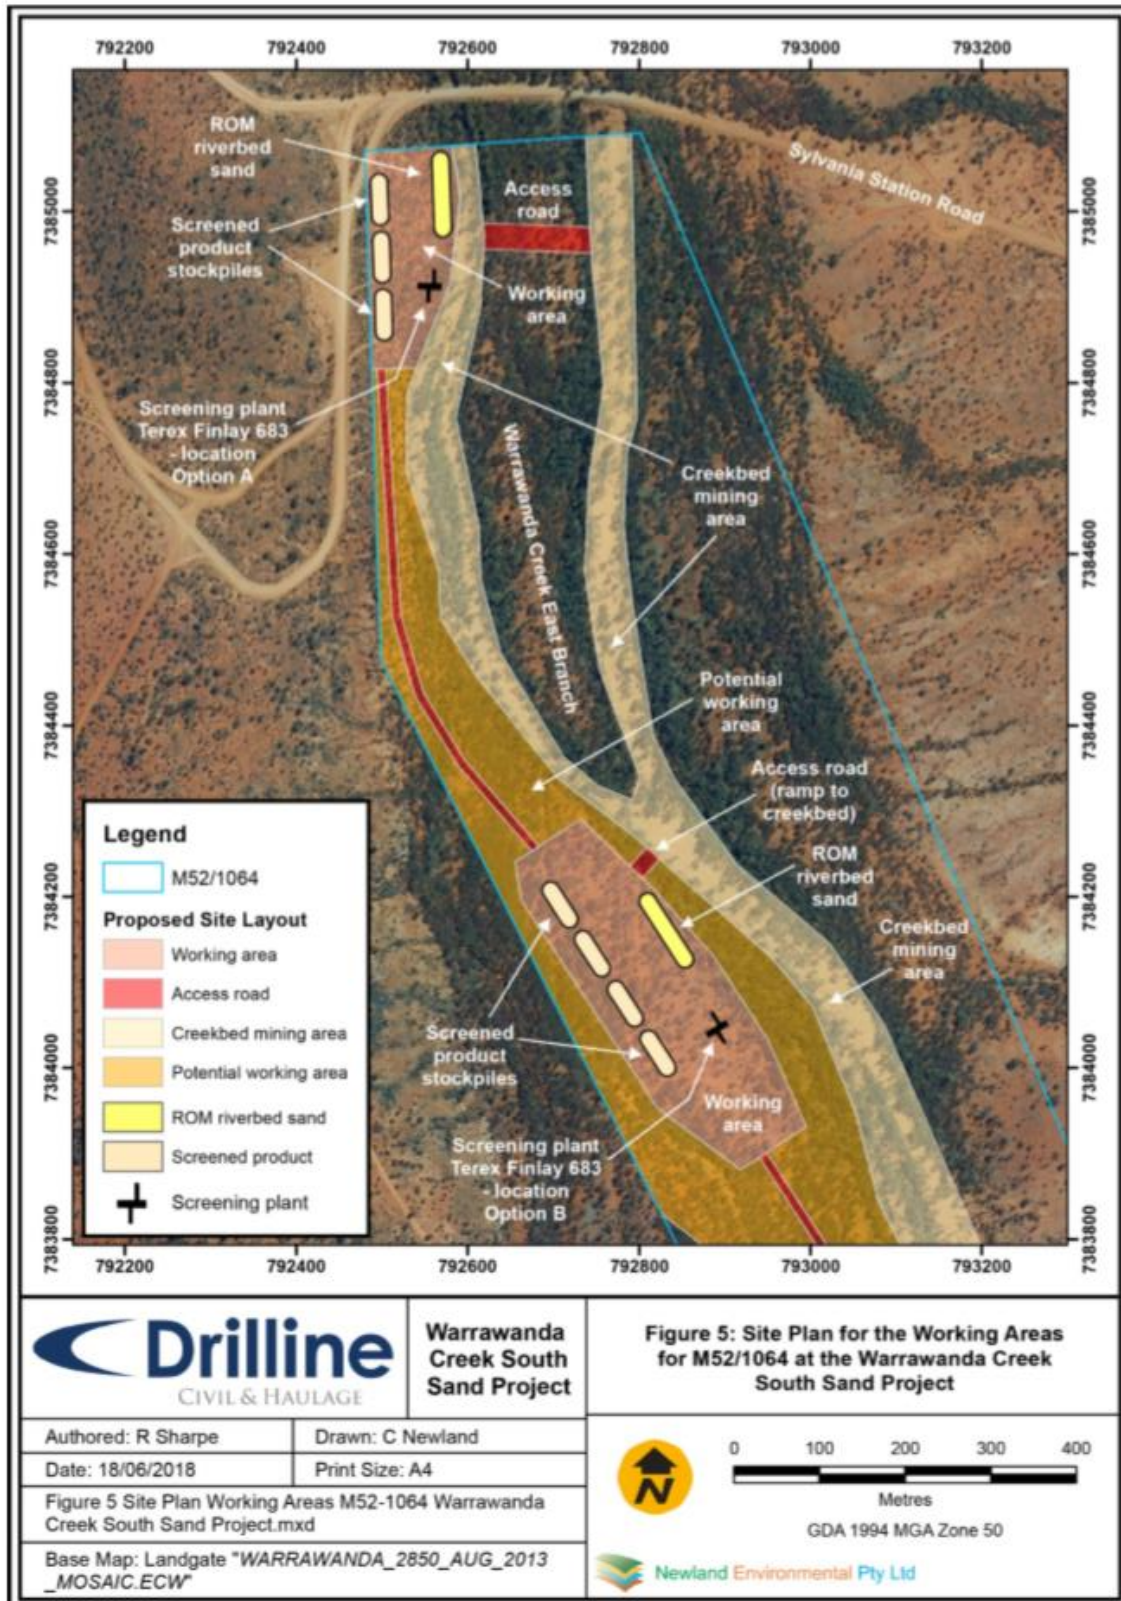 792200 792400 792600 792800 793000 793200
ROM
riverbed
sand
Sylvania Station Road
Access
road
7385000
7385000
Screened
product
stockpiles
Working
area
7384800
7384800
Screening plant
Terex Finlay 683
- location
Option A
Warrawanda Creek East Branch
Creekbed
mining
area
7384600
7384600
Potential
working
area
7384400
7384400
Access road
(ramp to
creekbed)
ROM
riverbed
sand
7384200
7384200
Creekbed
mining
area
Screened
product
stockpiles
7384000
7384000
Working
area
Screening plant
Terex Finlay 683
- location
Option B
7383800
7383800
Legend
M52/1064
Proposed Site Layout
Working area
Access road
Creekbed mining area
Potential working area
ROM riverbed sand
Screened product
Screening plant
792200 792400 792600 792800 793000 793200
Drilline
CIVIL & HAULAGE
Warrawanda
Creek South
Sand Project
Figure 5: Site Plan for the Working Areas
for M52/1064 at the Warrawanda Creek
South Sand Project
Authored: R Sharpe
Drawn: C Newland
Date: 18/06/2018
Print Size: A4
Figure 5 Site Plan Working Areas M52-1064 Warrawanda
Creek South Sand Project.mxd
Base Map: Landgate "WARRAWANDA_2850_AUG_2013
_MOSAIC.ECW"
N
0 100 200 300 400
Metres
GDA 1994 MGA Zone 50
Newland Environmental Pty Ltd